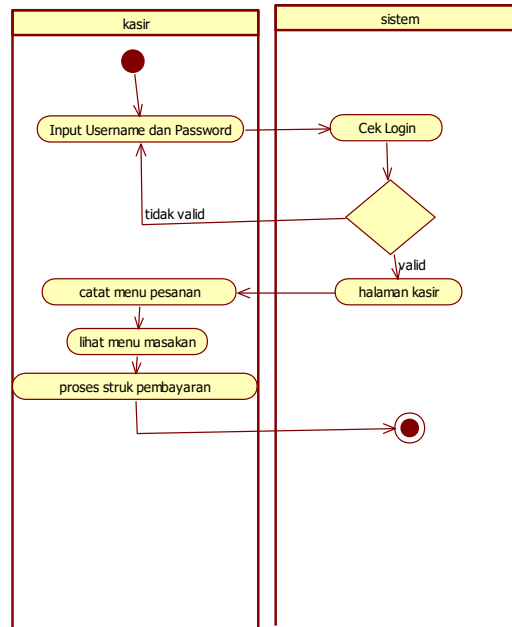 kasir
sistem
Input Username dan Password
Cek Login
tidak valid
valid
catat menu pesanan
halaman kasir
lihat menu masakan
proses struk pembayaran